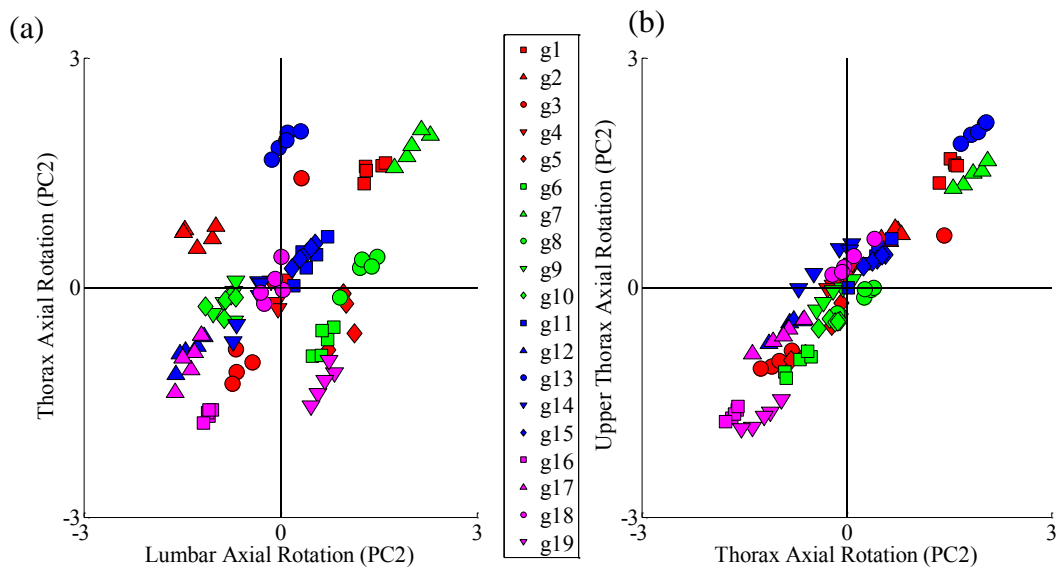 (a)
3
Thorax Axial Rotation (PC2)
0
-3
-3
0
3
Lumbar Axial Rotation (PC2)
g1
g2
g3
g4
g5
g6
g7
g8
g9
g10
g11
g12
g13
g14
g15
g16
g17
g18
g19
(b)
3
Upper Thorax Axial Rotation (PC2)
0
-3
-3
0
3
Thorax Axial Rotation (PC2)